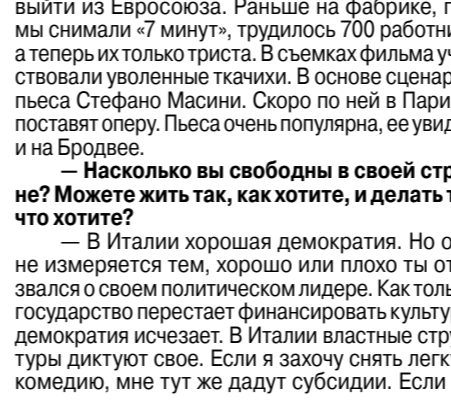 выйти из Евросоюза. Раньше на фабрике, г
мы снимали «7 минут», трудилось 700 работни
а теперь их только триста. В съемках фильма уч
ствовали уволенные ткачихи. В основе сценар
пьеса Стефано Масини. Скоро по ней в Пари
поставят оперу. Пьеса очень популярна, ее увид
и на Бродвее.
— Насколько вы свободны в своей стр
не? Можете жить так, как хотите, и делать т
что хотите?
— В Италии хорошая демократия. Но о
не измеряется тем, хорошо или плохо ты от
звался о своем политическом лидере. Как толь
государство перестает финансировать культур
демократия исчезает. В Италии властные стру
туры диктуют свое. Если я захочу снять легк
комедию, мне тут же дадут субсидии. Если